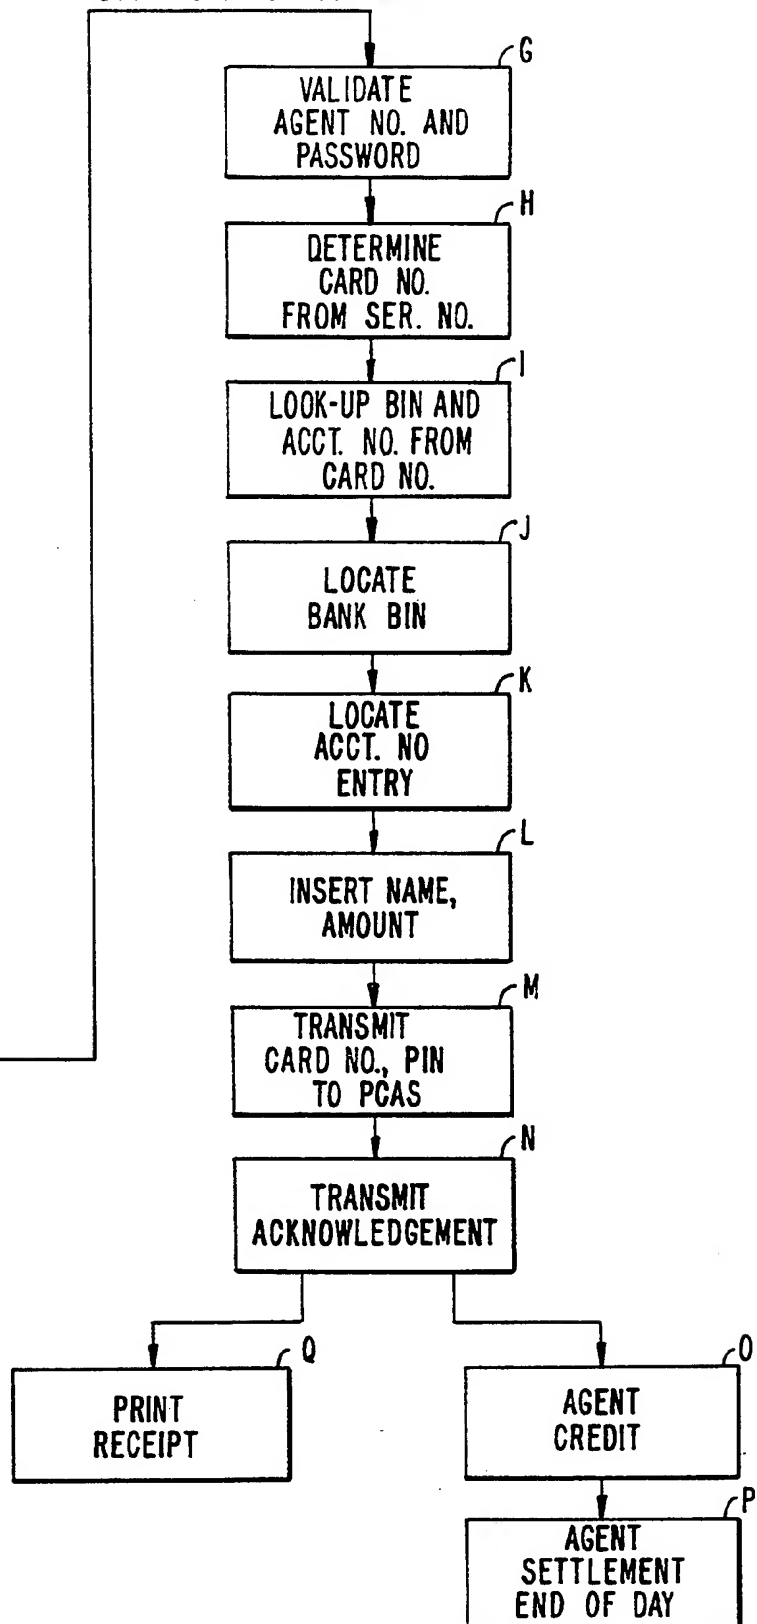 G
VALIDATE
AGENT NO. AND
PASSWORD
H
DETERMINE
CARD NO.
FROM SER. NO.
I
LOOK-UP BIN AND
ACCT. NO. FROM
CARD NO.
J
LOCATE
BANK BIN
K
LOCATE
ACCT. NO
ENTRY
L
INSERT NAME,
AMOUNT
M
TRANSMIT
CARD NO., PIN
TO PCAS
N
TRANSMIT
ACKNOWLEDGEMENT
Q
PRINT
RECEIPT
O
AGENT
CREDIT
P
AGENT
SETTLEMENT
END OF DAY